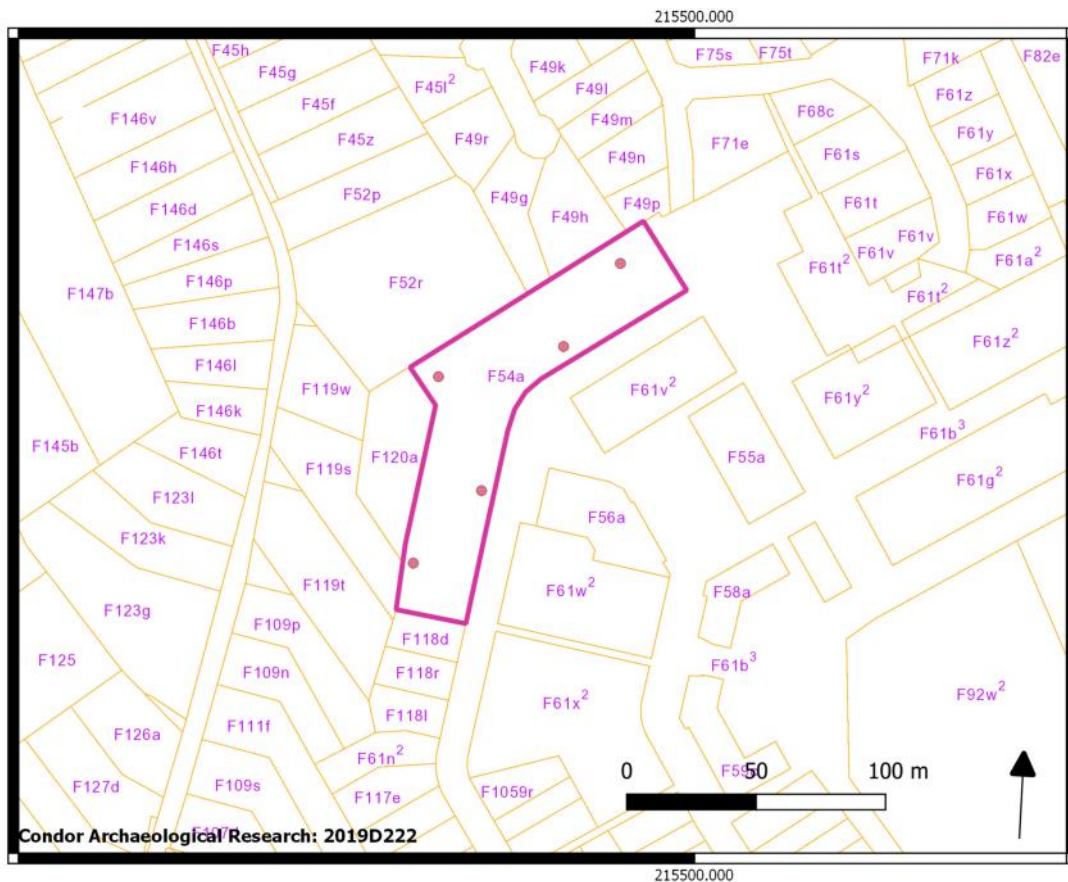 215500.000
F45h
F75s
F75t
F71k
F82e
F45g
F49k
F45l²
F49l
F61z
F45f
F49m
F68c
F146v
F61y
F45z
F49r
F71e
F49n
F61s
F146h
F61x
F52p
F49g
F49p
F61t
F146d
F49h
F61w
F61v
F146s
F61v
F61a²
F61t²
F146p
F52r
F147b
F61t²
F146b
F61z²
F146l
F54a
F119w
F61v²
F61y²
F146k
F61b³
F145b
F146t
F119s
F120a
F55a
F61g²
F123l
F56a
F123k
F119t
F61w²
F58a
F123g
F109p
F118d
F125
F109n
F118r
F61b³
F92w²
F61x²
F111f
F118l
F126a
F61n²
0
50
100 m
F127d
F109s
F117e
F1059r
Condor Archaeological Research: 2019D222
215500.000